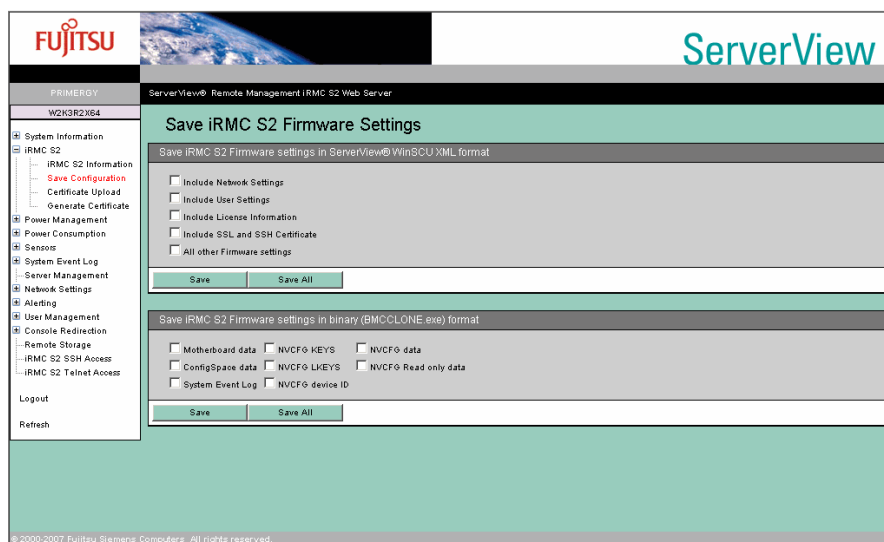 FUJITSU
ServerView
PRIMERGY
ServerView® Remote Management iRMC S2 Web Server
W2K3R2X64
System Information
iRMC S2
iRMC S2 Information
Save Configuration
Certificate Upload
Generate Certificate
Power Management
Power Consumption
Sensors
System Event Log
Server Management
Network Settings
Alerting
User Management
Console Redirection
Remote Storage
iRMC S2 SSH Access
iRMC S2 Telnet Access
Logout
Refresh
Save iRMC S2 Firmware Settings
Save iRMC S2 Firmware settings in ServerView® WinSCU XML format
Include Network Settings
Include User Settings
Include License Information
Include SSL and SSH Certificate
All other Firmware settings
Save Save All
Save iRMC S2 Firmware settings in binary (BMCCLONE.exe) format
Motherboard data NVCFG KEYS NVCFG data
ConfigSpace data NVCFG LKEYS NVCFG Read only data
System Event Log NVCFG device ID
Save Save All
© 2000-2007 Fujitsu Siemens Computers All rights reserved.